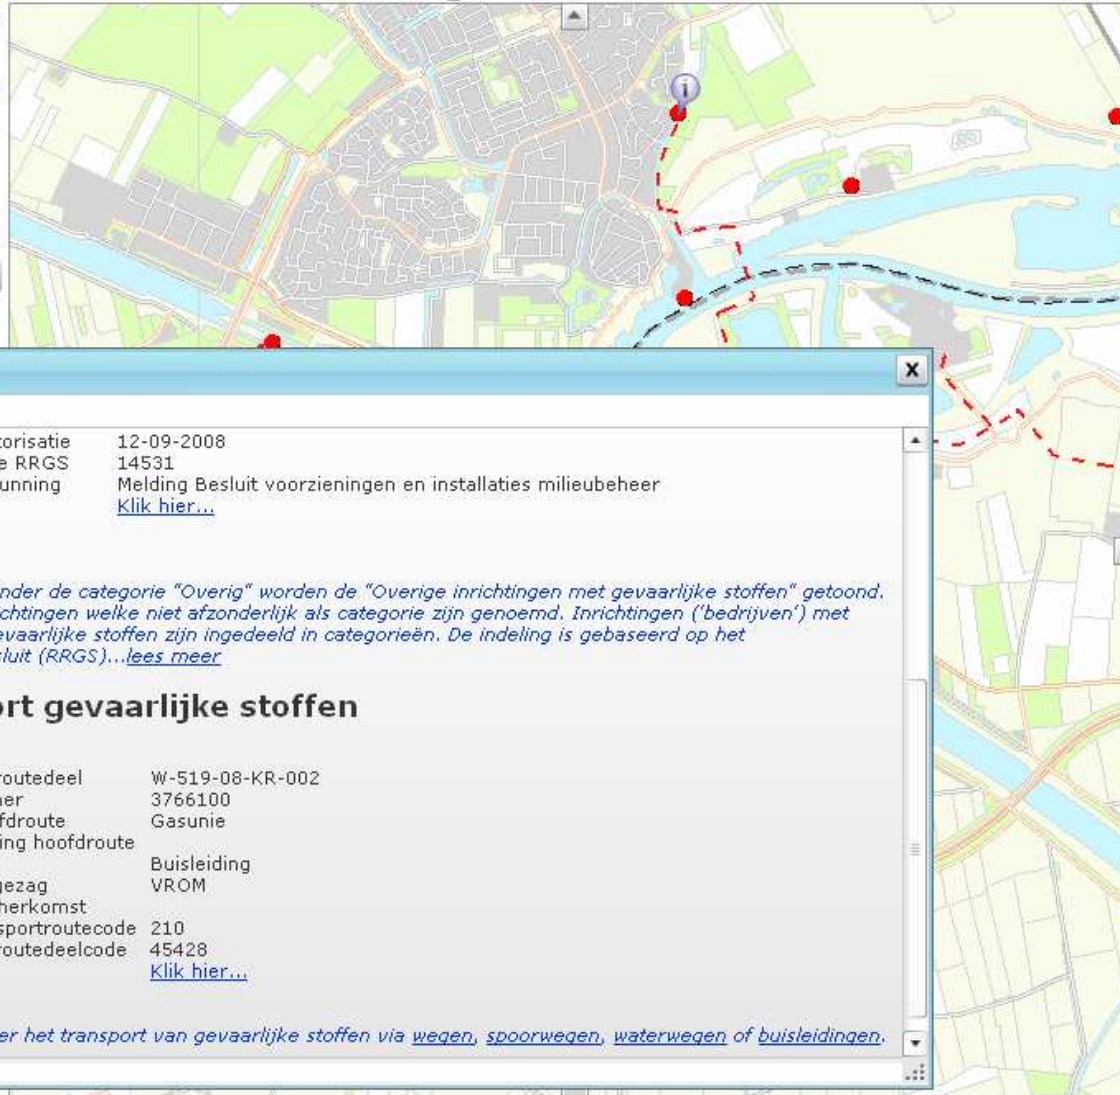 i
X
torisatie 12-09-2008
e RRGS 14531
unning Melding Besluit voorzieningen en installaties milieubeheer
Klik hier...
nder de categorie "Overig" worden de "Overige inrichtingen met gevaarlijke stoffen" getoond.
ichtingen welke niet afzonderlijk als categorie zijn genoemd. Inrichtingen ('bedrijven') met
evaarlijke stoffen zijn ingedeeld in categorieën. De indeling is gebaseerd op het
sluit (RRGS)...lees meer
ort gevaarlijke stoffen
routedeel W-519-08-KR-002
ner 3766100
fdroute Gasunie
ing hoofdroute
Buisleiding
gezag VROM
herkomst
sportroutecode 210
routedeelcode 45428
Klik hier...
er het transport van gevaarlijke stoffen via wegen, spoorwegen, waterwegen of buisleidingen.